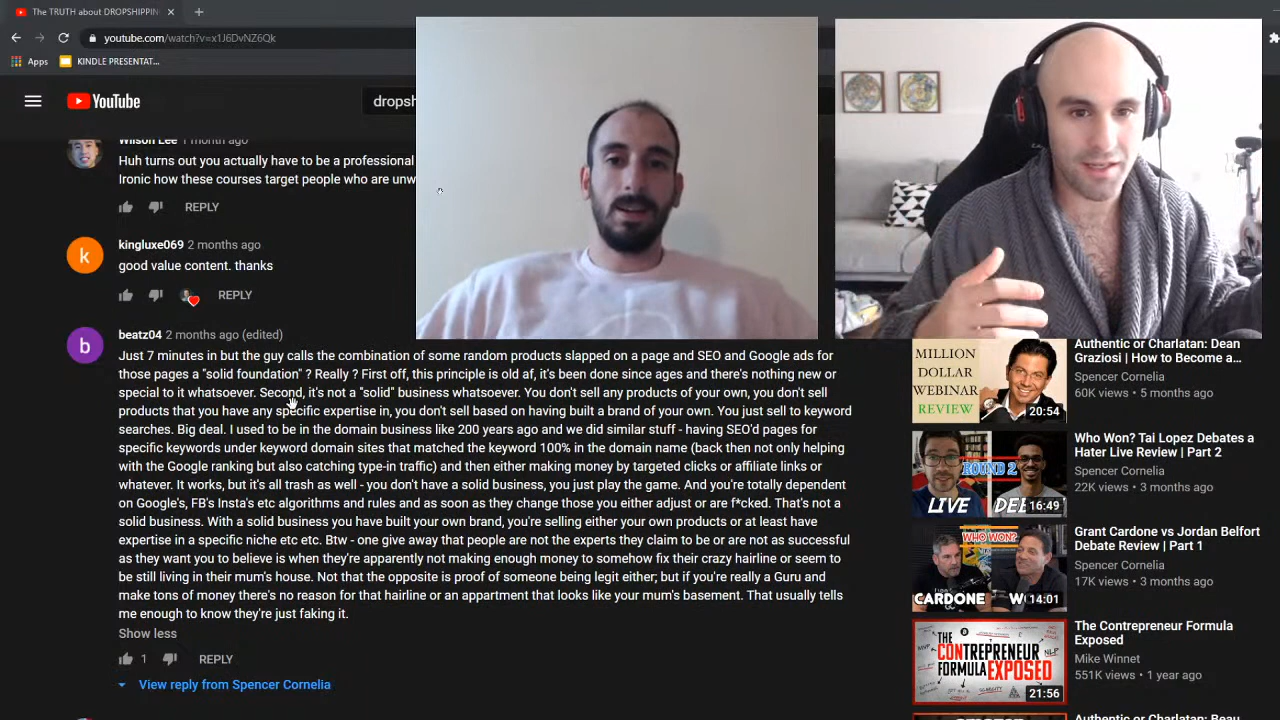 The TRUTH about DROPSHIPPIN
youtube.com/watch?v=x1J6DvNZ6Qk
Apps
KINDLE PRESENTAT...
YouTube
dropsh
Wilson Lee 1 month ago
Huh turns out you actually have to be a professional
Ironic how these courses target people who are unw
REPLY
k
kingluxe069 2 months ago
good value content. thanks
REPLY
b
beatz04 2 months ago (edited)
Just 7 minutes in but the guy calls the combination of some random products slapped on a page and SEO and Google ads for
those pages a "solid foundation" ? Really ? First off, this principle is old af, it's been done since ages and there's nothing new or
special to it whatsoever. Second, it's not a "solid" business whatsoever. You don't sell any products of your own, you don't sell
products that you have any specific expertise in, you don't sell based on having built a brand of your own. You just sell to keyword
searches. Big deal. I used to be in the domain business like 200 years ago and we did similar stuff - having SEO'd pages for
specific keywords under keyword domain sites that matched the keyword 100% in the domain name (back then not only helping
with the Google ranking but also catching type-in traffic) and then either making money by targeted clicks or affiliate links or
whatever. It works, but it's trash as well - you don't have a solid business, you just play the game. And you're totally dependent
on Google's, FB's Insta's etc algorithms and rules and as soon as they change those you either adjust or are f*cked. That's not a
solid business. With a solid business you have built your own brand, you're selling either your own products or at least have
expertise in a specific niche etc etc. Btw - one give away that people are not the experts they claim to be or are not as successful
as they want you to believe: when they're apparently not making enough money to somehow fix their crazy hairline or seem to
be still living in their mum's house. Not that the opposite is proof of someone being legit either; but if you're really a Guru and
make tons of money there's no reason for that hairline or an appartment that looks like your mum's basement. That usually tells
me enough to know they're just faking it.
Show less
1
REPLY
View reply from Spencer Cornelia
MILLION
DOLLAR
WEBINAR
REVIEW
20:54
Authentic or Charlatan: Dean
Graziosi | How to Become a...
Spencer Cornelia
60K views • 5 months ago
ROUND 2
LIVE
16:49
Who Won? Tai Lopez Debates a
Hater Live Review | Part 2
Spencer Cornelia
22K views • 3 months ago
WHO WON?
CARDONE
14:01
Grant Cardone vs Jordan Belfort
Debate Review | Part 1
Spencer Cornelia
17K views • 3 months ago
THE
CONTREPRENEUR
FORMULA EXPOSED
21:56
The Contrepreneur Formula
Exposed
Mike Winnet
551K views • 1 year ago
Authentic or Charlatan: Beau